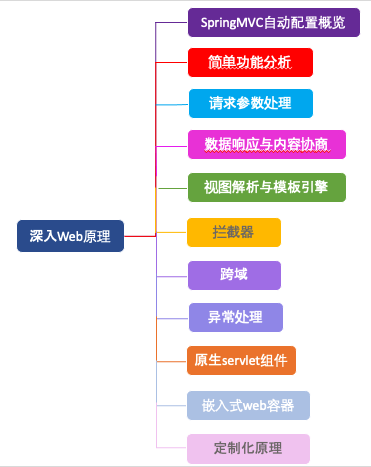 SpringMVC自动配置概览
简单功能分析
请求参数处理
数据响应与内容协商
视图解析与模板引擎
深入Web原理
拦截器
跨域
异常处理
原生servlet组件
嵌入式web容器
定制化原理